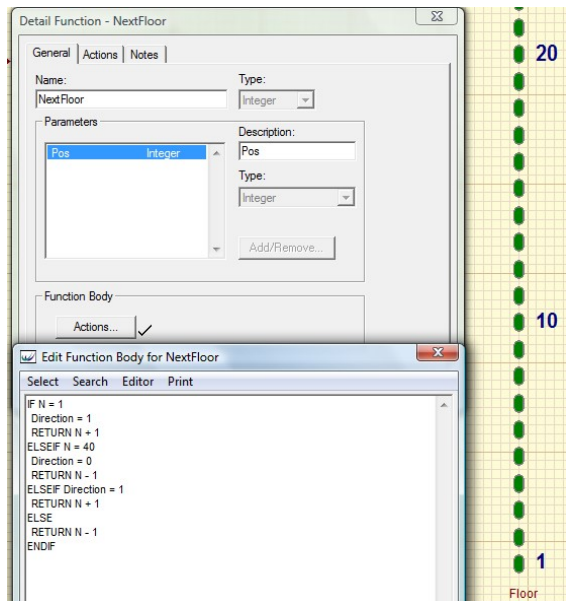 Detail Function - NextFloor
General Actions Notes
Name:
Type:
NextFloor
Integer
Parameters
Description:
Pos Integer
Pos
Type:
Integer
Add/Remove...
Function Body
Actions...
Edit Function Body for NextFloor
Select Search Editor Print
IF N = 1
Direction = 1
RETURN N + 1
ELSEIF N = 40
Direction = 0
RETURN N - 1
ELSEIF Direction = 1
RETURN N + 1
ELSE
RETURN N - 1
ENDIF
20
10
1
Floor